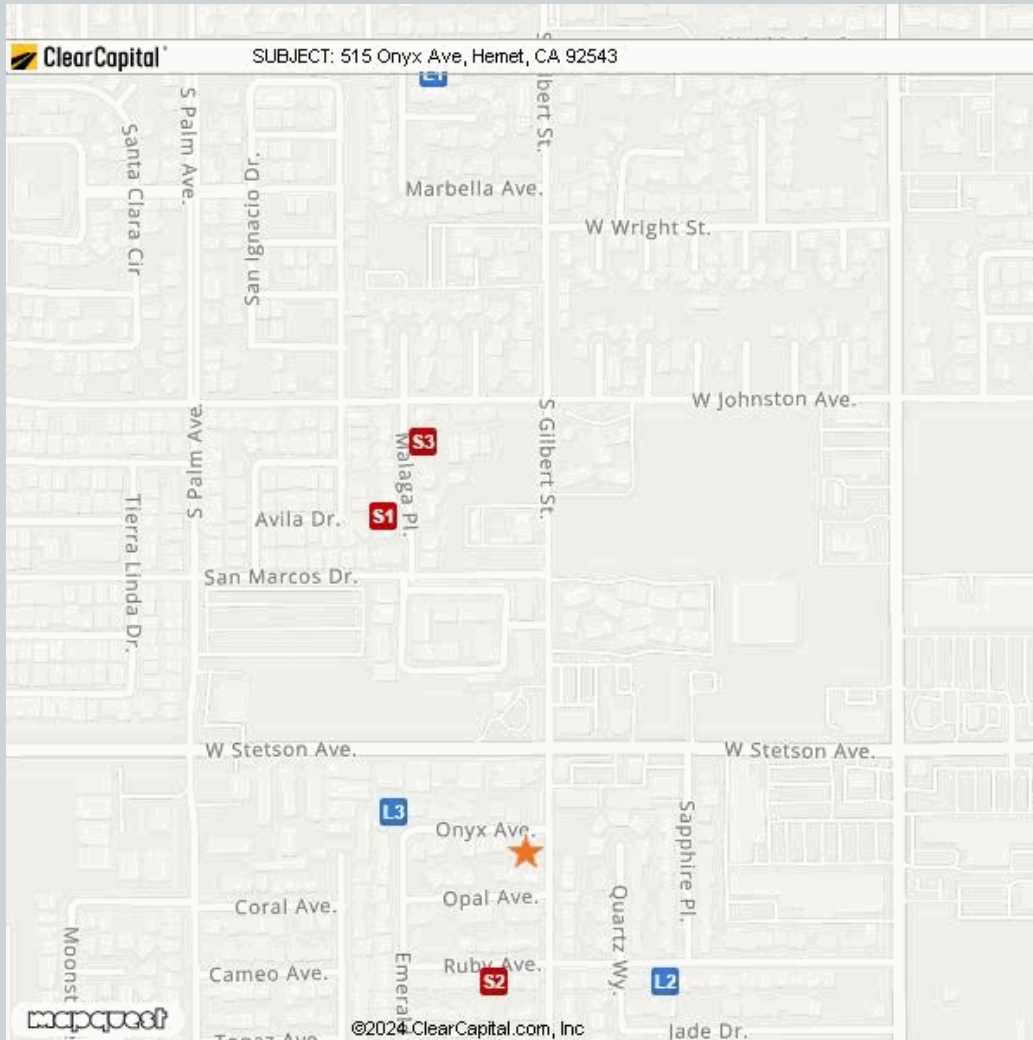 ClearCapital
SUBJECT: 515 Onyx Ave, Hemet, CA 92543
L1
S Palm Ave.
Santa Clara Cir
San Ignacio Dr.
Marbella Ave.
W Wright St.
W Johnston Ave.
S3
Malaga Pl.
S Gilbert St.
S Palm Ave.
S1
Avila Dr.
Tierra Linda Dr.
San Marcos Dr.
W Stetson Ave.
W Stetson Ave.
L3
Onyx Ave.
Sapphire Pl.
Opal Ave.
Coral Ave.
Quartz Wy.
Ruby Ave.
Cameo Ave.
S2
L2
mapquest
©2024 ClearCapital.com, Inc
Jade Dr.